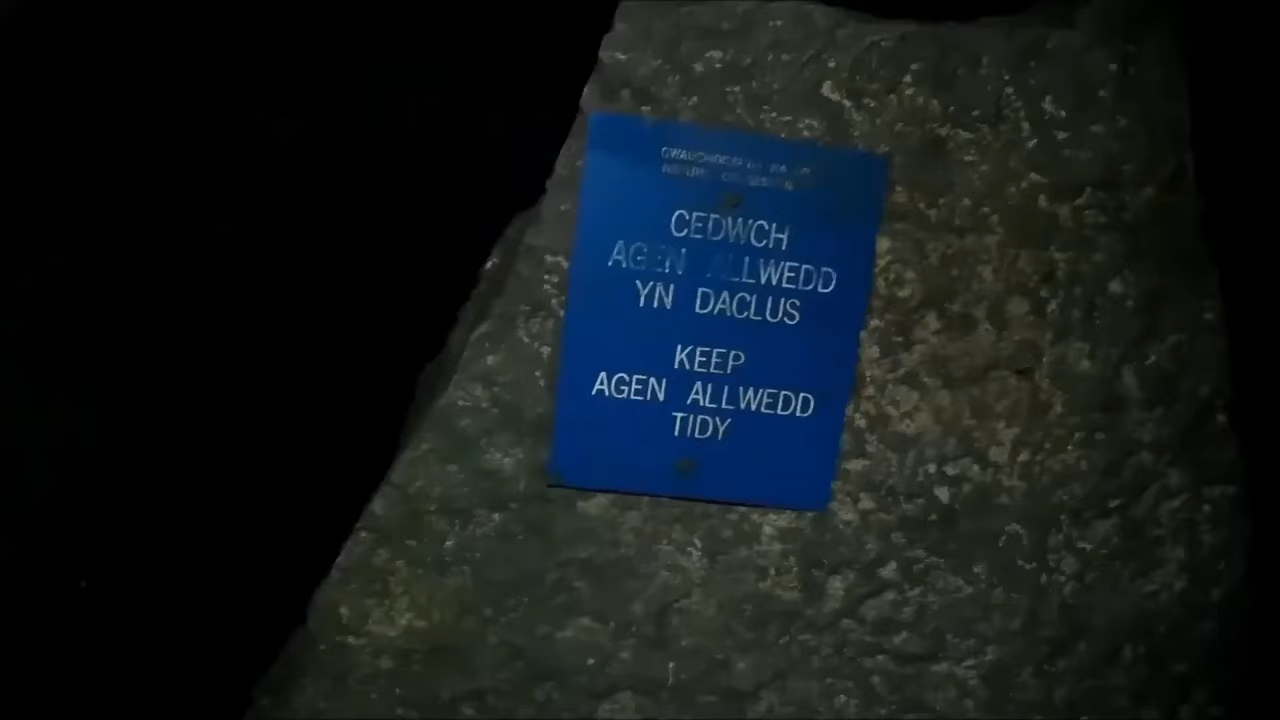 CEDWCH
AGEN ALLWEDD
YN DACLUS
KEEP
AGEN ALLWEDD
TIDY